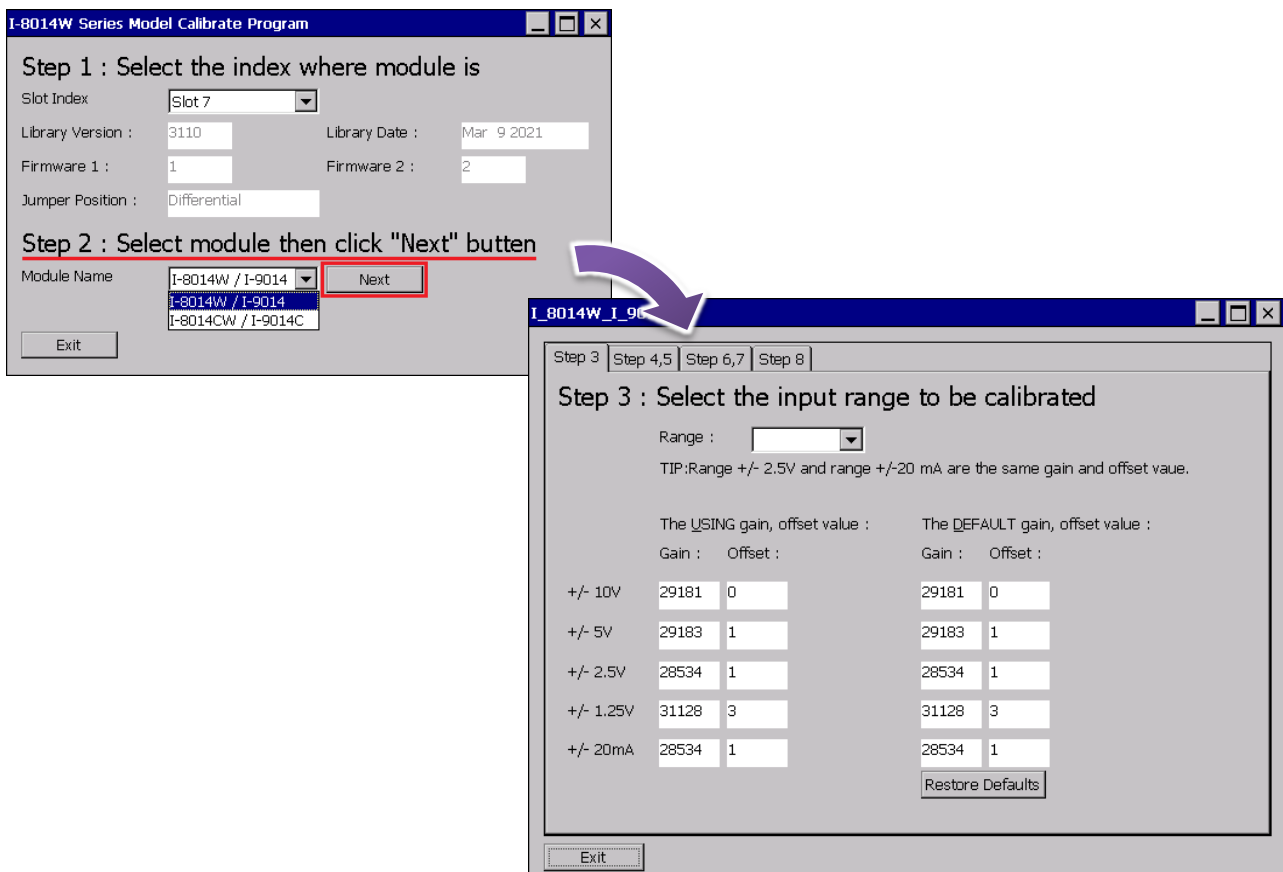 I-8014W Series Model Calibrate Program
Step 1 : Select the index where module is
Slot Index Slot 7
Library Version : 3110 Library Date : Mar 9 2021
Firmware 1 : 1 Firmware 2 : 2
Jumper Position : Differential
Step 2 : Select module then click "Next" butten
Module Name I-8014W / I-9014 Next
I-8014W / I-9014
I-8014CW / I-9014C
Exit
I_8014W_I_90
Step 3 Step 4,5 Step 6,7 Step 8
Step 3 : Select the input range to be calibrated
Range :
TIP:Range +/- 2.5V and range +/-20 mA are the same gain and offset vaue.
The USING gain, offset value : The DEFAULT gain, offset value :
Gain : Offset : Gain : Offset :
+/- 10V 29181 0 29181 0
+/- 5V 29183 1 29183 1
+/- 2.5V 28534 1 28534 1
+/- 1.25V 31128 3 31128 3
+/- 20mA 28534 1 28534 1
Restore Defaults
Exit